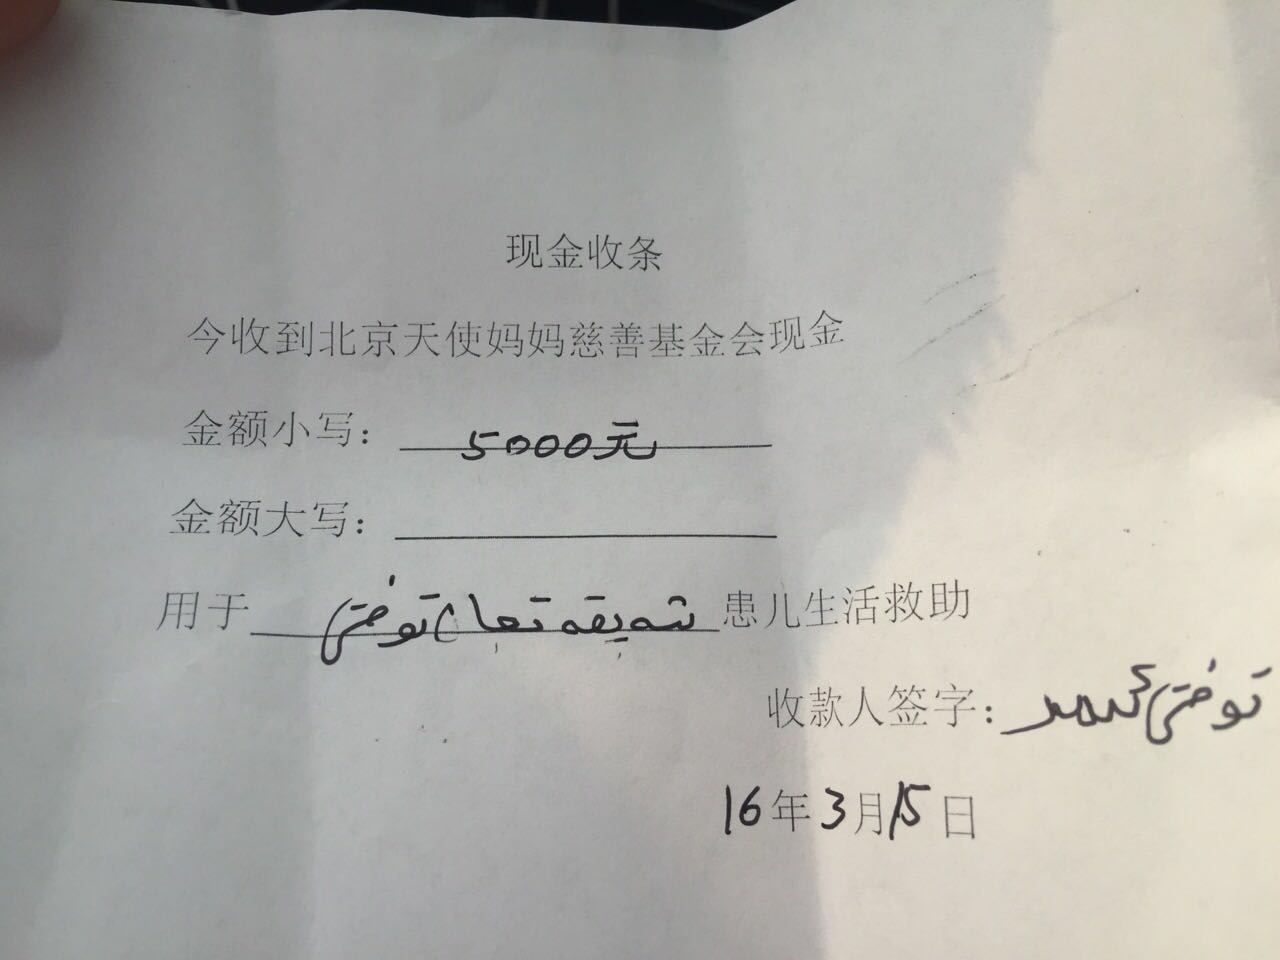 现金收条
今收到北京天使妈妈慈善基金会现金
金额小写： 5000元
金额大写：
用于 توختى 患儿生活救助
收款人签字： توختى
16年3月15日